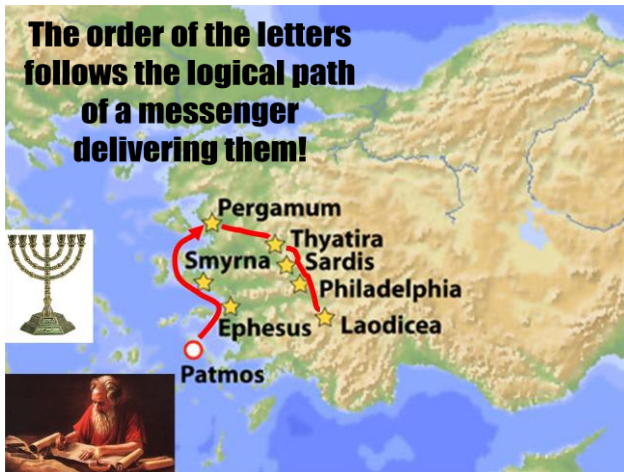 The order of the letters
follows the logical path
of a messenger
delivering them!
Pergamum
Thyatira
Smyrna
Sardis
Philadelphia
Ephesus
Laodicea
Patmos